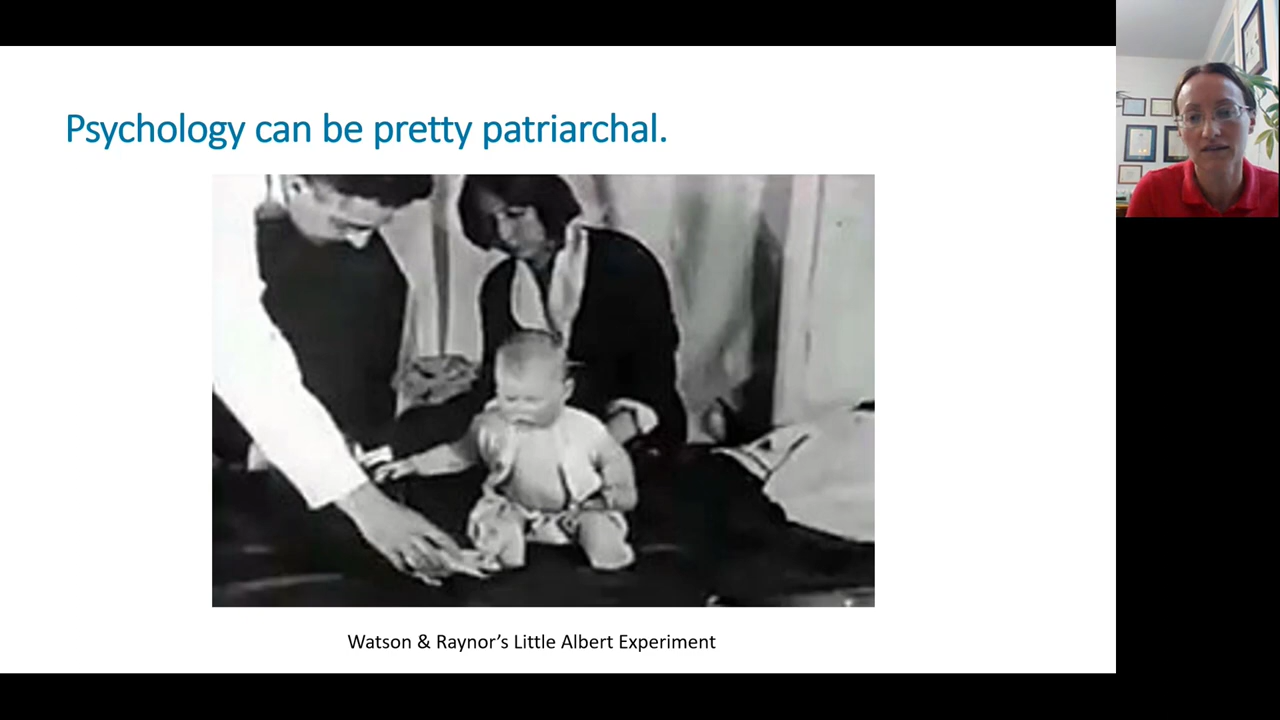 Psychology can be pretty patriarchal.
Watson & Raynor’s Little Albert Experiment